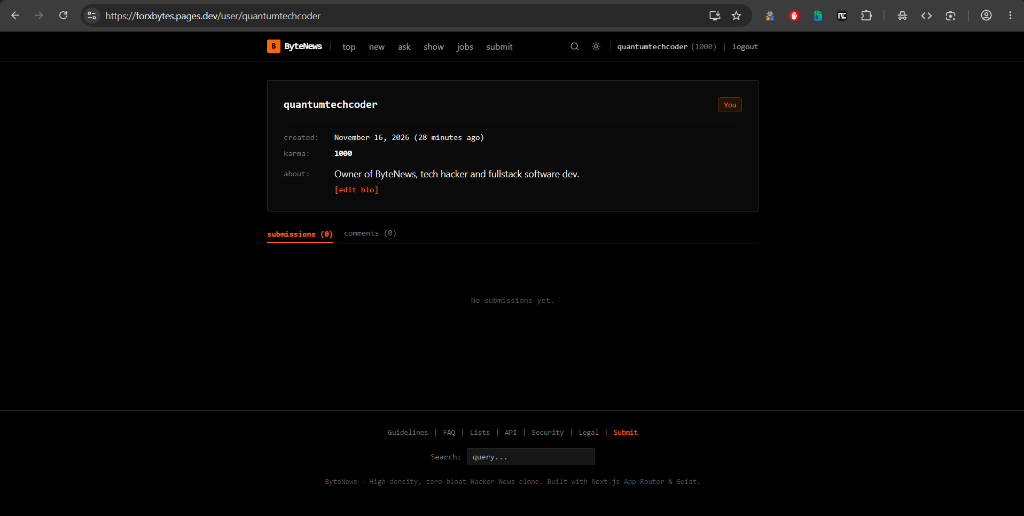 https://forxbytes.pages.dev/user/quantumtechcoder
B ByteNews | top new ask show jobs submit | quantumtechcoder (1000) | logout
quantumtechcoder You
created: November 16, 2026 (28 minutes ago)
karma: 1000
about: Owner of ByteNews, tech hacker and fullstack software dev.
[edit bio]
submissions (0) comments (0)
No submissions yet.
Guidelines | FAQ | Lists | API | Security | Legal | Submit
Search: query...
ByteNews — High-density, zero-bloat Hacker News clone. Built with Next.js App Router & Geist.